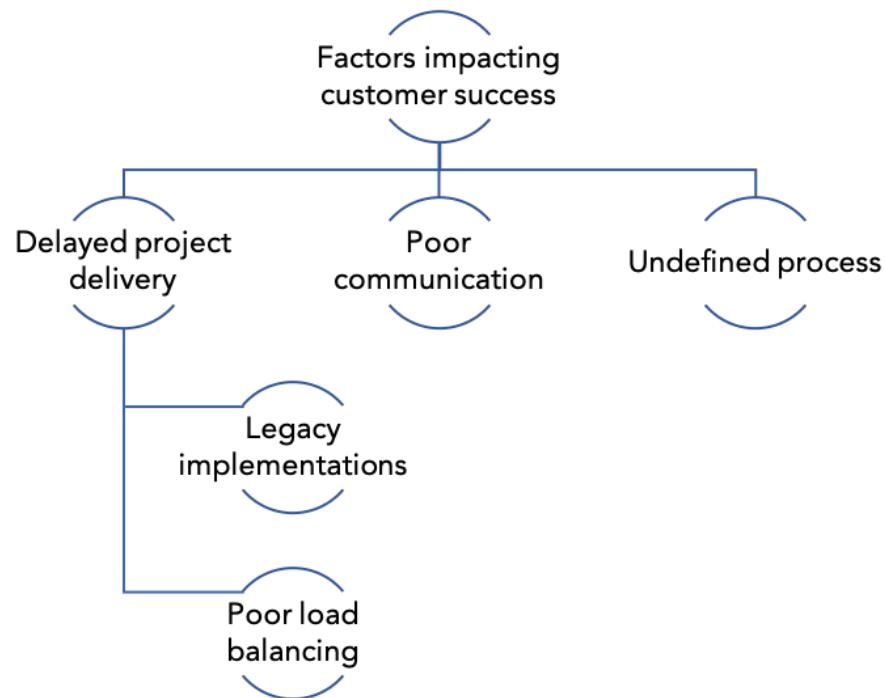 Factors impacting
customer success
Delayed project
delivery
Poor
communication
Undefined process
Legacy
implementations
Poor load
balancing